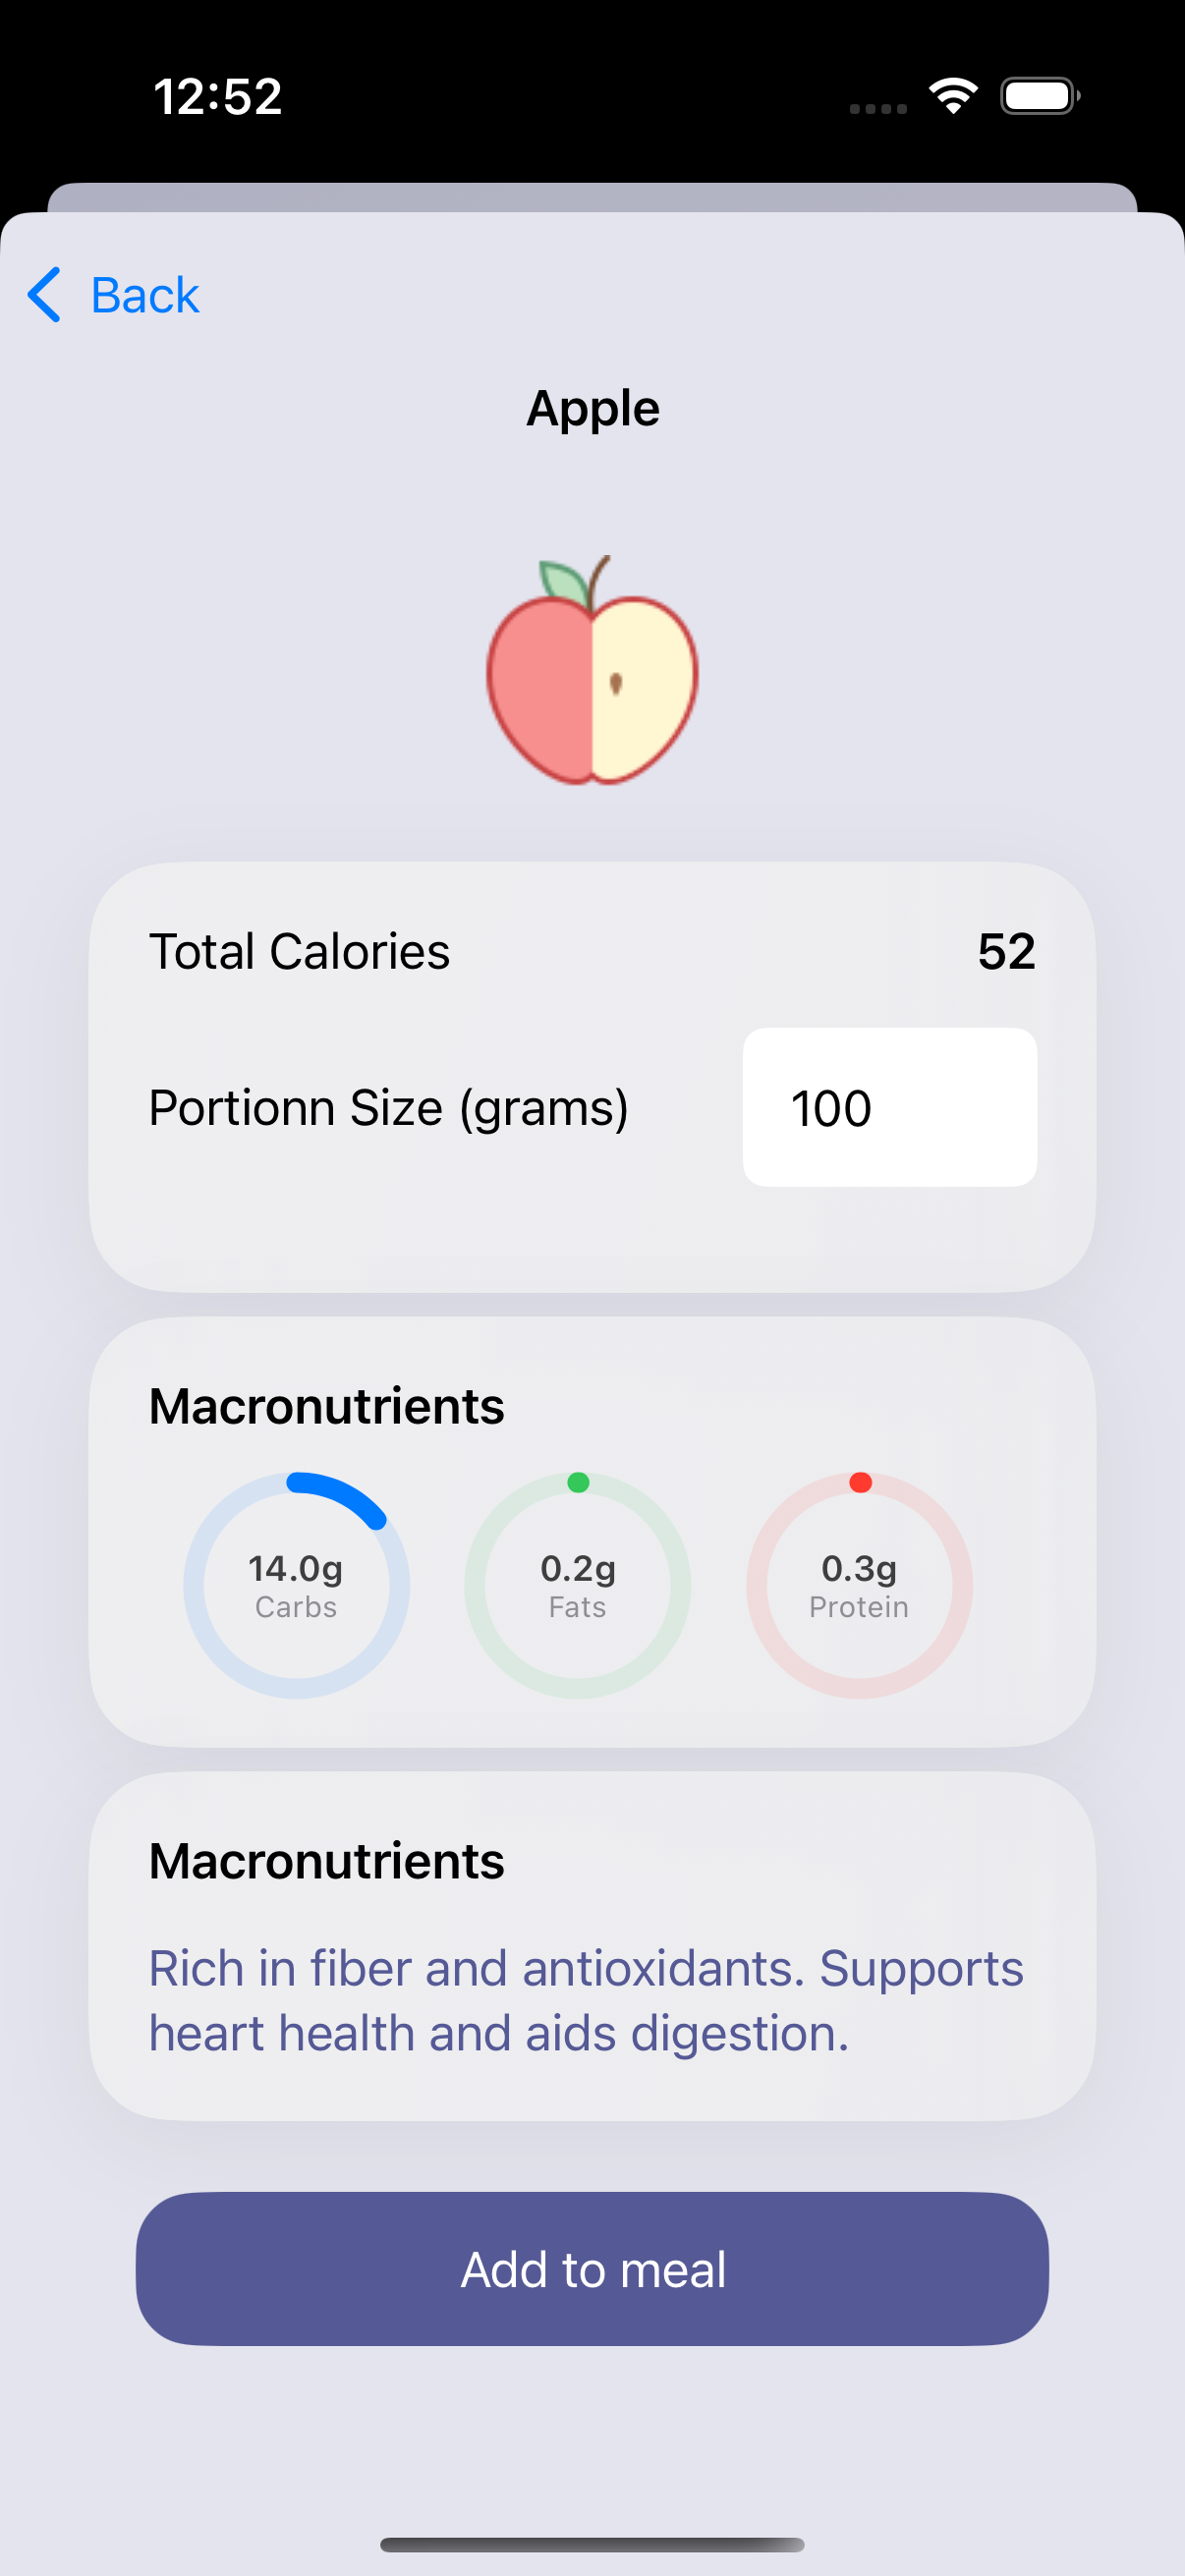 12:52
Back
Apple
Total Calories 52
Portionn Size (grams) 100
Macronutrients
14.0g 0.2g 0.3g
Carbs Fats Protein
Macronutrients
Rich in fiber and antioxidants. Supports
heart health and aids digestion.
Add to meal